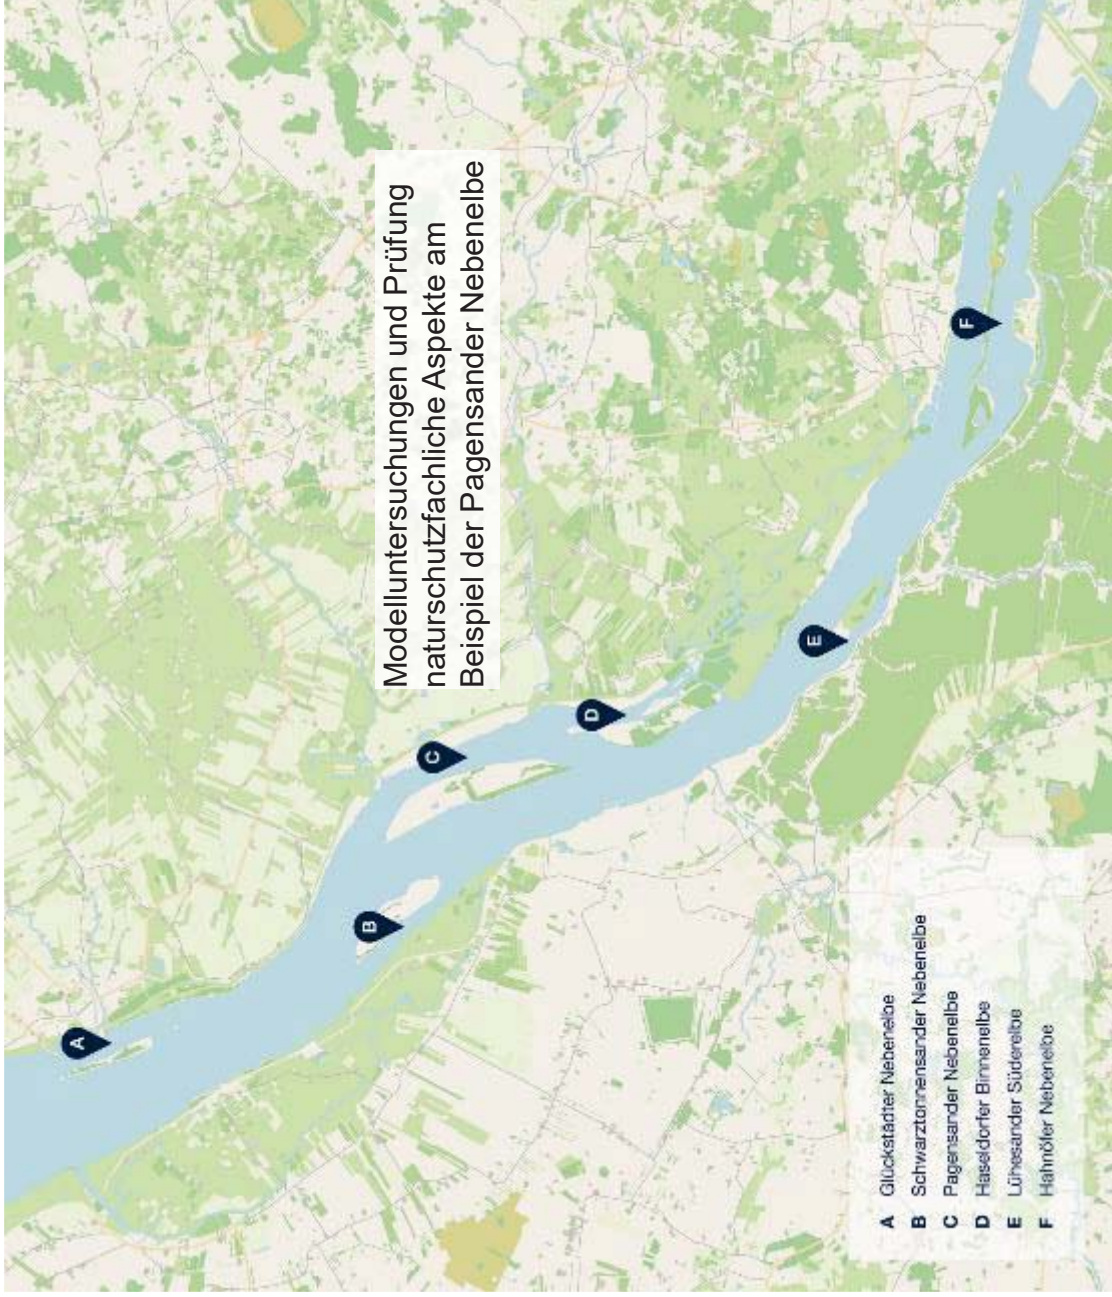 Modelluntersuchungen und Prüfung
naturschutzfachliche Aspekte am
Beispiel der Pagensander Nebenelbe
A
B
C
D
E
F
A Glückstädter Nebenelbe
B Schwarztonnensander Nebenelbe
C Pagensander Nebenelbe
D Haseldorfer Binnenelbe
E Lühesander Süderelbe
F Hahnöfer Nebenelbe